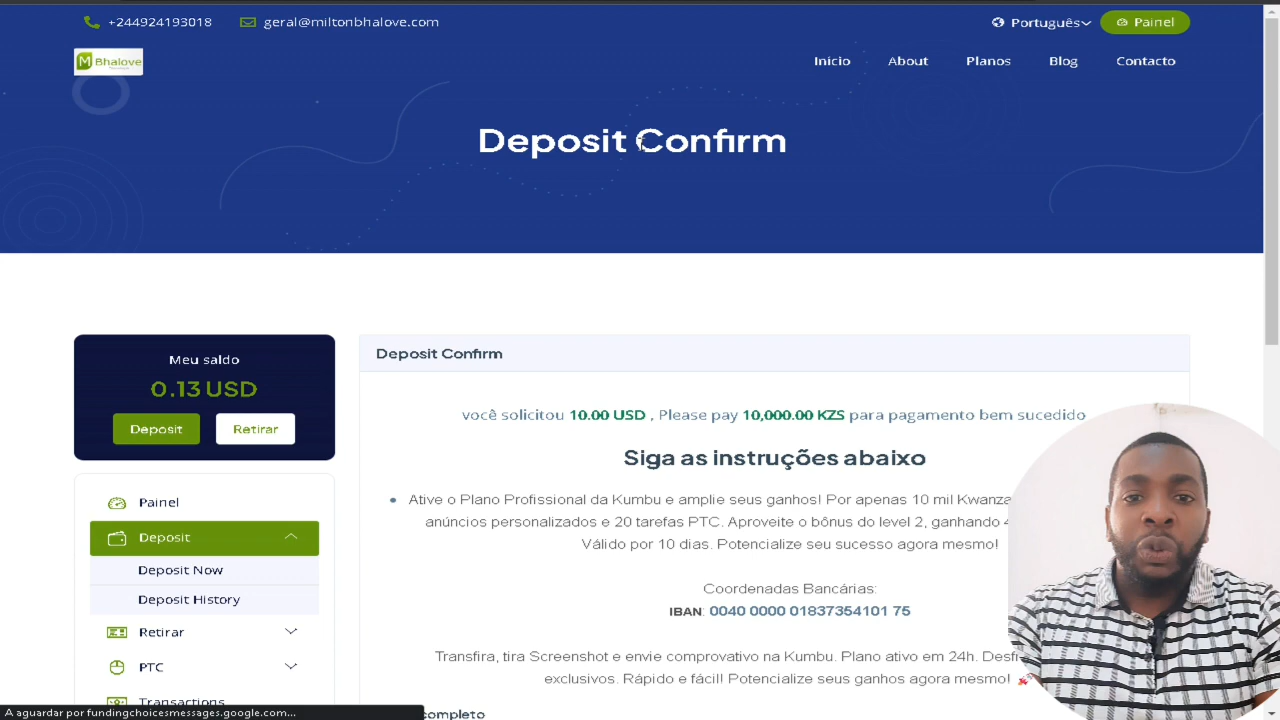 +244924193018
geral@miltonbhalove.com
Português
Painel
M Bhalove
Inicio
About
Planos
Blog
Contacto
Deposit Confirm
Meu saldo
0.13 USD
Deposit
Retirar
Painel
Deposit
Deposit Now
Deposit History
Retirar
PTC
Transactions
Deposit Confirm
você solicitou 10.00 USD , Please pay 10,000.00 KZS para pagamento bem sucedido
Siga as instruções abaixo
Ative o Plano Profissional da Kumbu e amplie seus ganhos! Por apenas 10 mil Kwanza
anúncios personalizados e 20 tarefas PTC. Aproveite o bônus do level 2, ganhando
Válido por 10 dias. Potencialize seu sucesso agora mesmo!
Coordenadas Bancárias:
IBAN: 0040 0000 01837354101 75
Transfira, tira Screenshot e envie comprovativo na Kumbu. Plano ativo em 24h.
exclusivos. Rápido e fácil! Potencialize seus ganhos agora mesmo!
completo
A aguardar por fundingchoicesmessages.google.com...